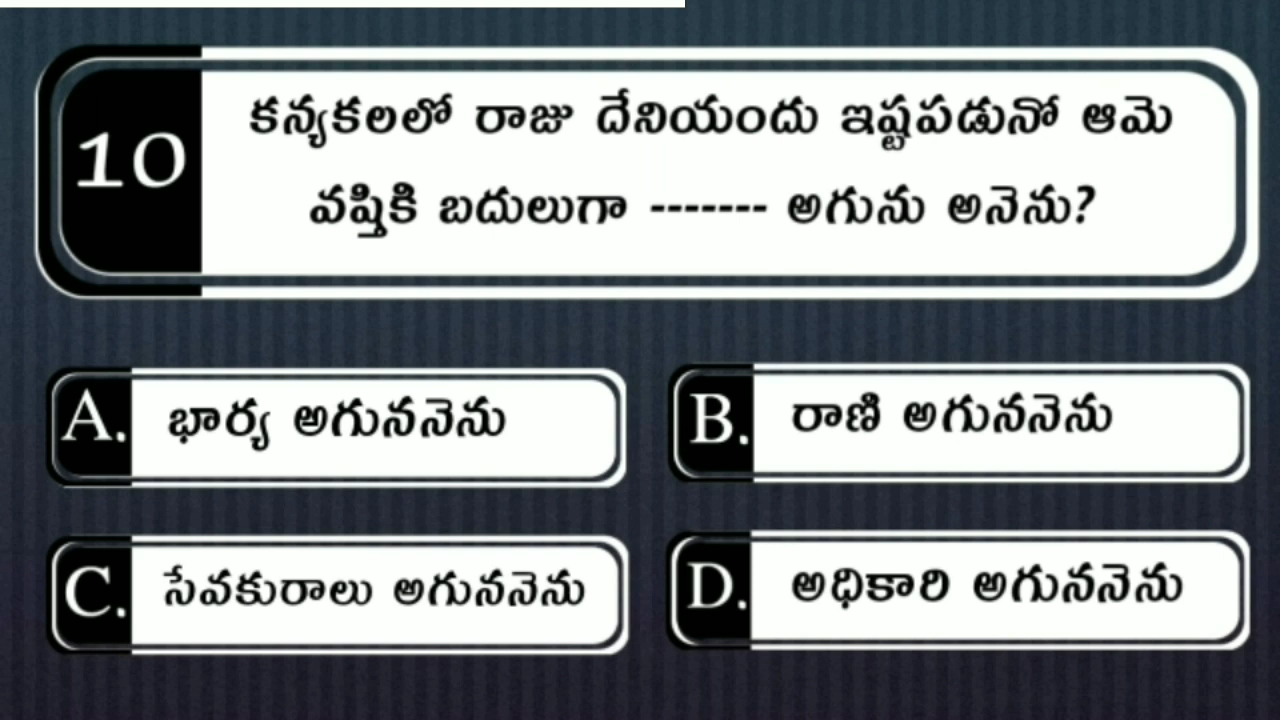 10
కన్యకలలో రాజు దేనియందు ఇష్టపడునో ఆమె
వష్తికి బదులుగా ------- అగును అనెను?
A. భార్య అగుననెను
B. రాణి అగుననెను
C. సేవకురాలు అగుననెను
D. అధికారి అగుననెను